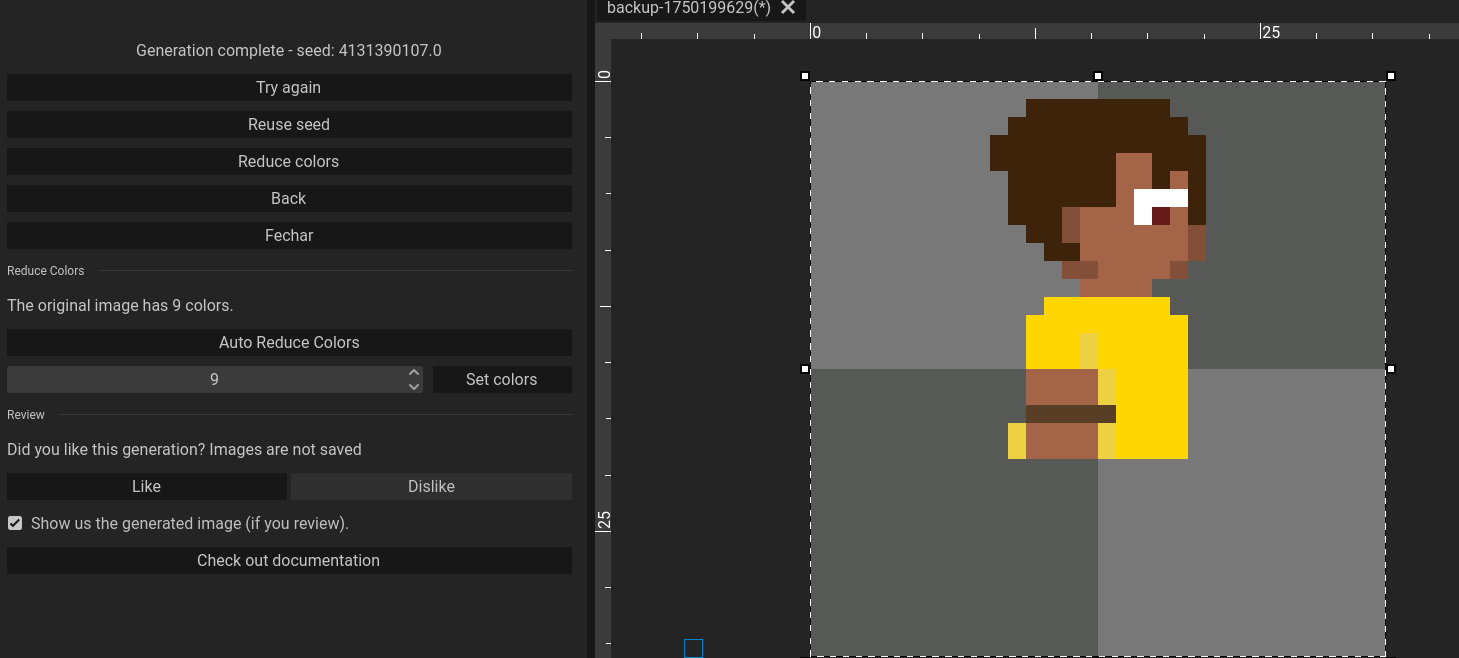 backup-1750199629(*)
Generation complete - seed: 4131390107.0
Try again
Reuse seed
Reduce colors
Back
Fechar
Reduce Colors
The original image has 9 colors.
Auto Reduce Colors
9
Set colors
Review
Did you like this generation? Images are not saved
Like
Dislike
Show us the generated image (if you review).
Check out documentation
0
25
0
25